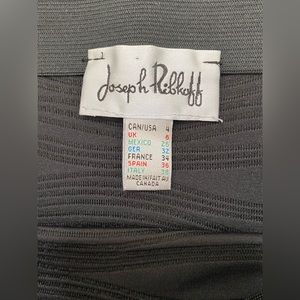 Joseph Ribkoff
CAN/USA 4
UK 6
MEXICO 26
GER 32
FRANCE 34
SPAIN 36
ITALY 38
MADE IN/FAIT AU
CANADA